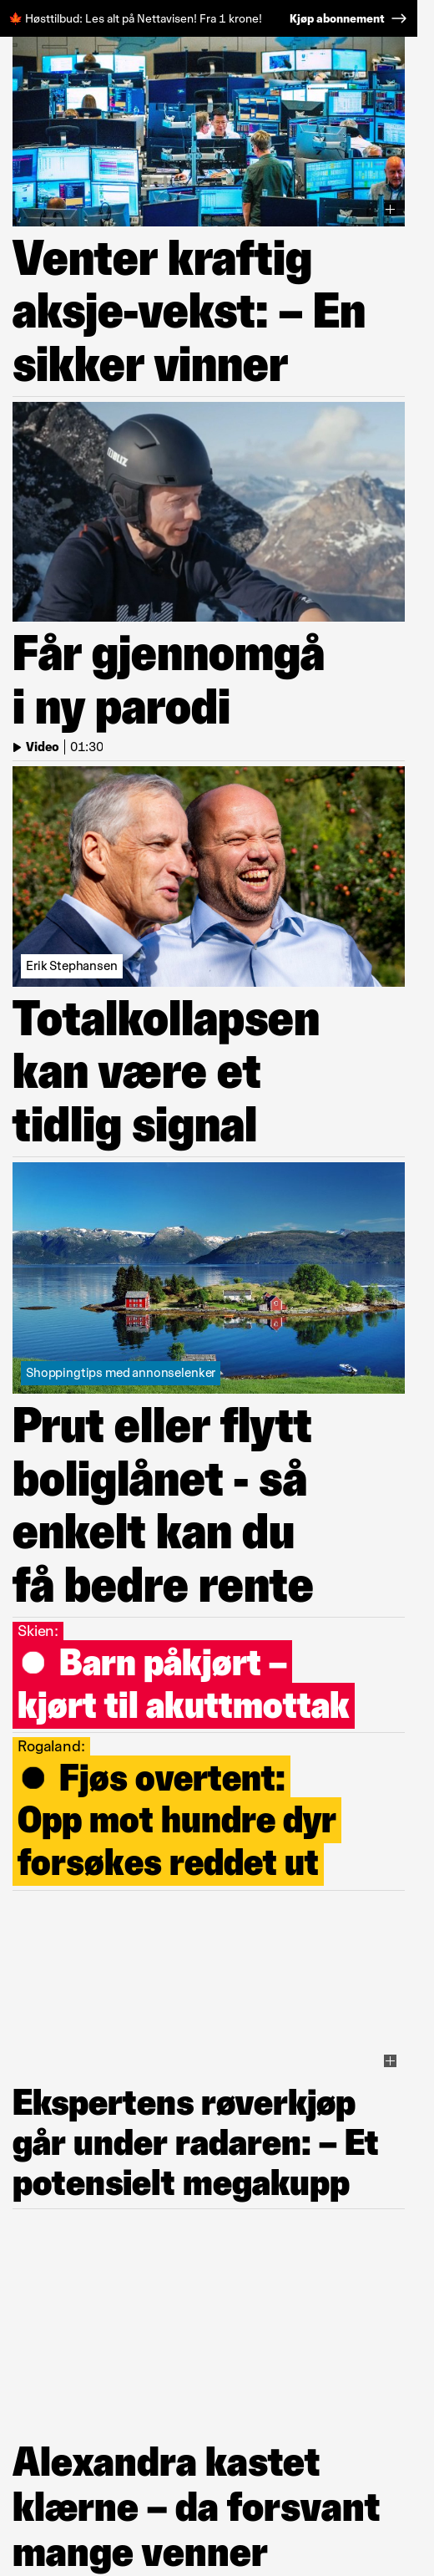 🍁 Høsttilbud: Les alt på Nettavisen! Fra 1 krone! Kjøp abonnement →
Venter kraftig
aksje-vekst: – En
sikker vinner
Får gjennomgå
i ny parodi
Video | 01:30
Erik Stephansen
Totalkollapsen
kan være et
tidlig signal
Shoppingtips med annonselenker
Prut eller flytt
boliglånet - så
enkelt kan du
få bedre rente
Skien:
Barn påkjørt –
kjørt til akuttmottak
Rogaland:
Fjøs overtent:
Opp mot hundre dyr
forsøkes reddet ut
Ekspertens røverkjøp
går under radaren: – Et
potensielt megakupp
Alexandra kastet
klærne – da forsvant
mange venner